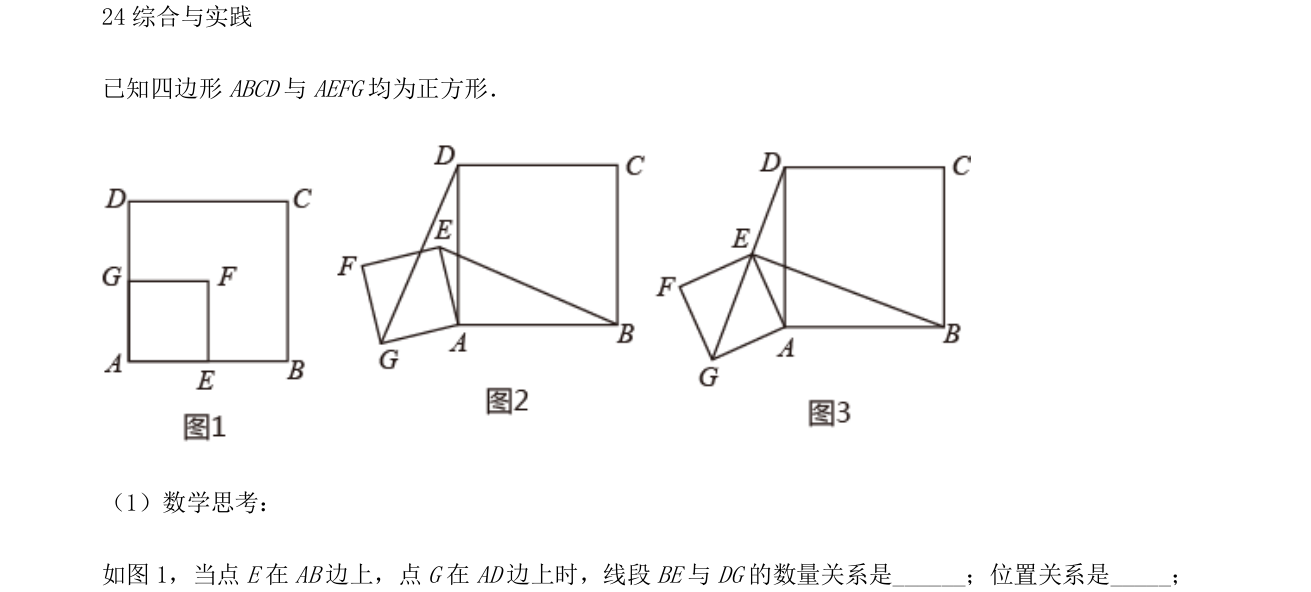 24 综合与实践
已知四边形 ABCD 与 AEFG 均为正方形.
D C
G F
A E B
图1
D C
E
F
G A B
图2
D C
E
F
G A B
图3
（1）数学思考：
如图 1，当点 E 在 AB 边上，点 G 在 AD 边上时，线段 BE 与 DG 的数量关系是______；位置关系是_____；